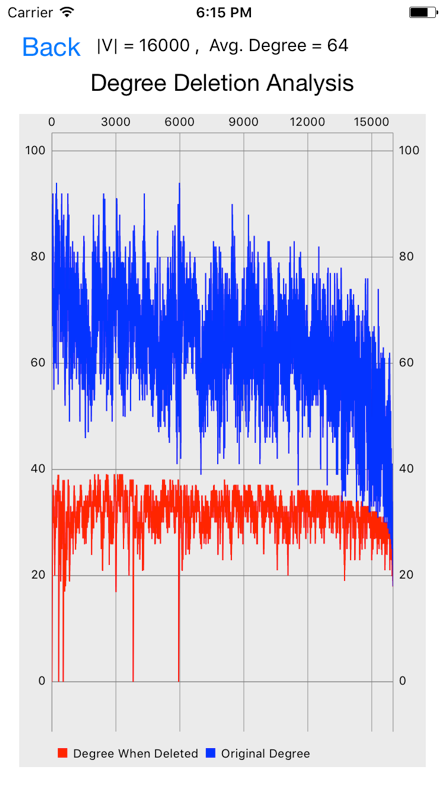 Carrier 6:15 PM
Back |V| = 16000 , Avg. Degree = 64
Degree Deletion Analysis
0 3000 6000 9000 12000 15000
100 100
80 80
60 60
40 40
20 20
0 0
Degree When Deleted Original Degree